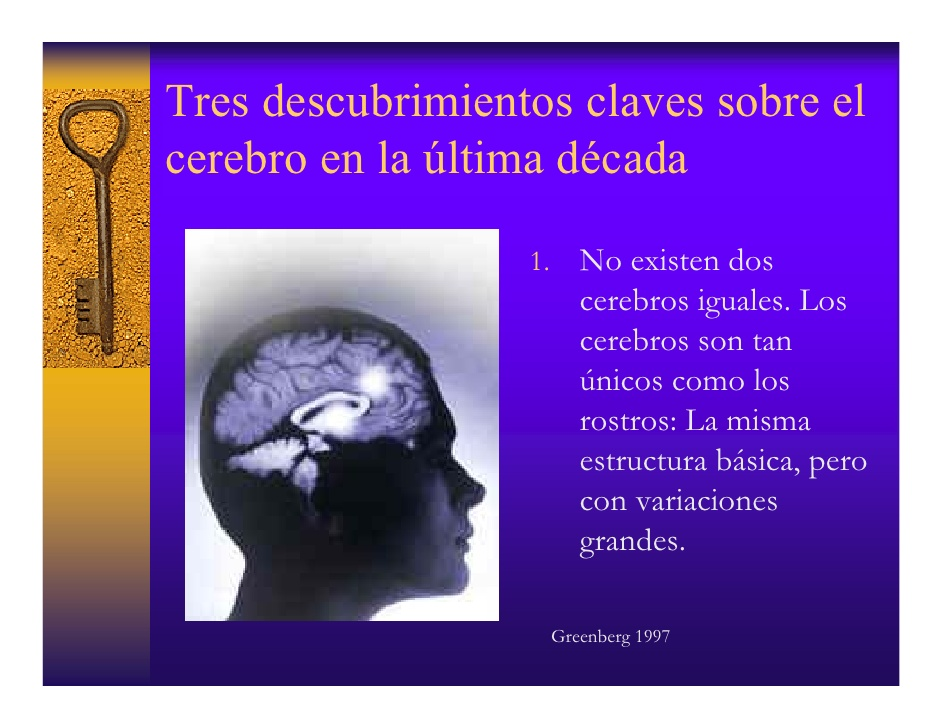 Tres descubrimientos claves sobre el
cerebro en la última década
1. No existen dos
cerebros iguales. Los
cerebros son tan
únicos como los
rostros: La misma
estructura básica, pero
con variaciones
grandes.
Greenberg 1997